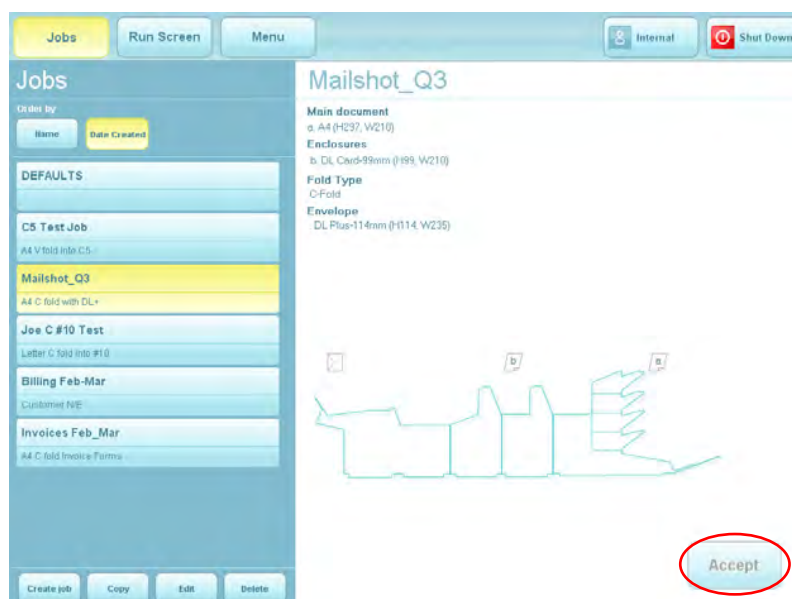 Jobs
Run Screen
Menu
Internal
Shut Down
Jobs
Order by
Name
Date Created
DEFAULTS
C5 Test Job
A4 V fold into C5
Mailshot_Q3
A4 C fold with DL+
Joe C #10 Test
Letter C fold into #10
Billing Feb-Mar
Customer N/E
Invoices Feb_Mar
A4 C fold Invoice Forms
Create job
Copy
Edit
Delete
Mailshot_Q3
Main document
a. A4 (H297, W210)
Enclosures
b. DL Card-99mm (H99, W210)
Fold Type
C-Fold
Envelope
DL Plus-114mm (H114, W235)
b
a
Accept